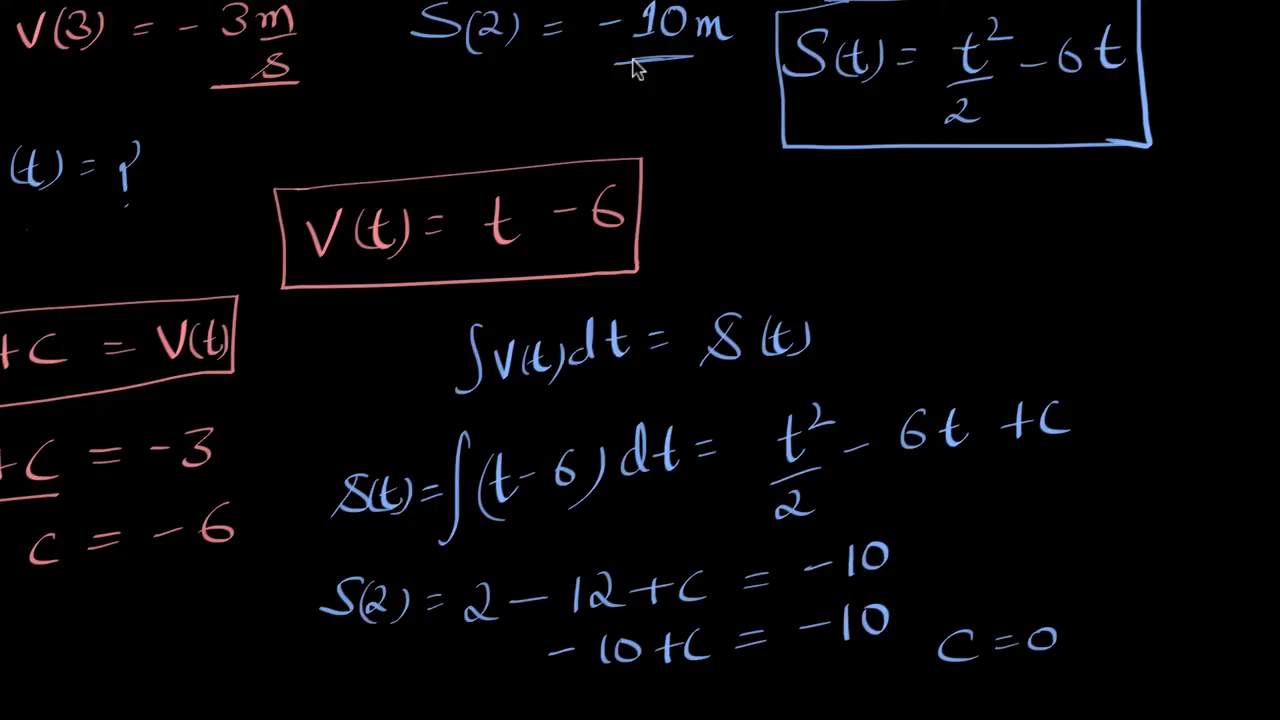 V(3) = - 3 m/s
S(2) = -10m
S(t) = t²/2 - 6t
(t) = ?
V(t) = t - 6
+C = V(t)
∫V(t)dt = S(t)
+C = -3
S(t) = ∫(t-6)dt = t²/2 - 6t + C
C = -6
S(2) = 2 - 12 + C = -10
-10 + C = -10
C = 0